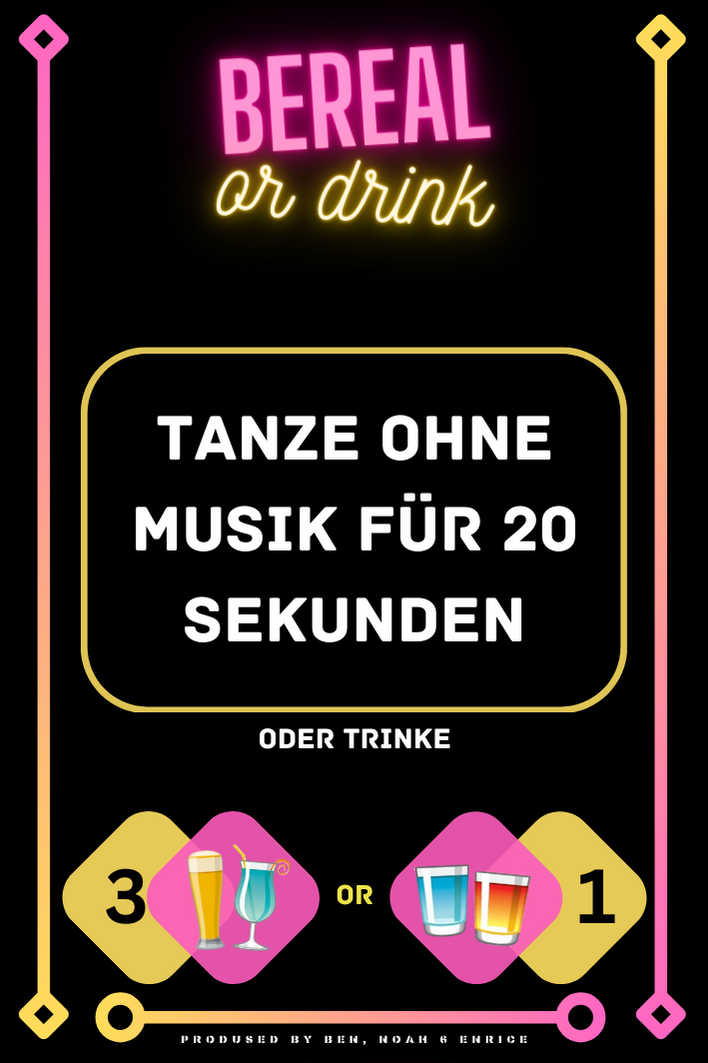 BEREAL
or drink
TANZE OHNE
MUSIK FÜR 20
SEKUNDEN
ODER TRINKE
3 OR 1
PRODUSED BY BEN, NOAH & ENRICE